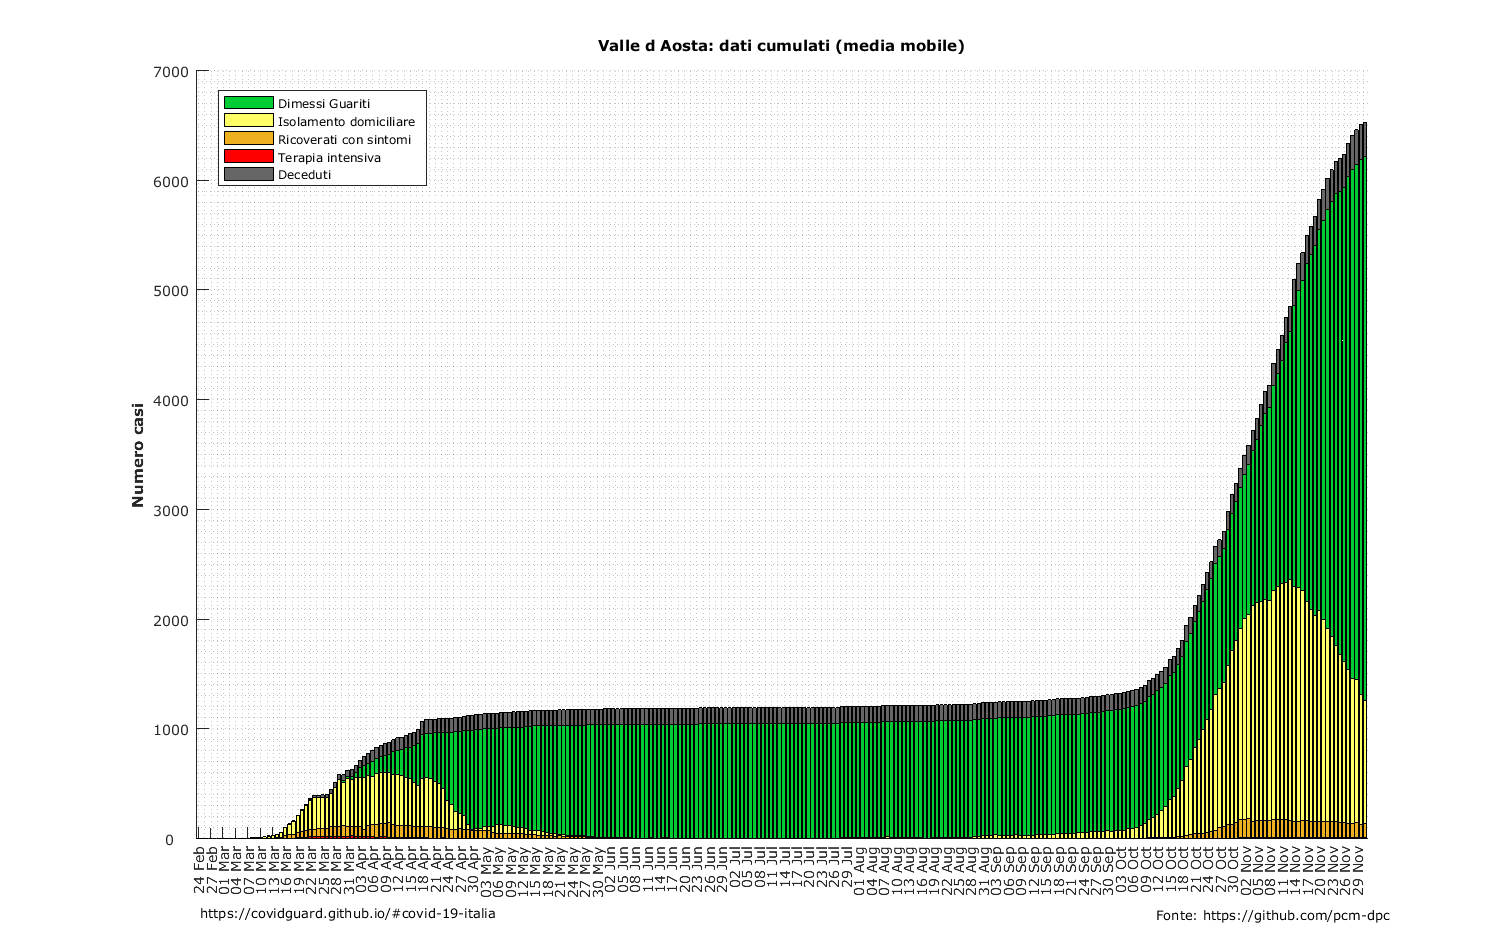 Valle d Aosta: dati cumulati (media mobile)
7000
6000
5000
4000
3000
2000
1000
0
Numero casi
Dimessi Guariti
Isolamento domiciliare
Ricoverati con sintomi
Terapia intensiva
Deceduti
24 Feb
27 Feb
01 Mar
04 Mar
07 Mar
10 Mar
13 Mar
16 Mar
19 Mar
22 Mar
25 Mar
28 Mar
31 Mar
03 Apr
06 Apr
09 Apr
12 Apr
15 Apr
18 Apr
21 Apr
24 Apr
27 Apr
30 Apr
03 May
06 May
09 May
12 May
15 May
18 May
21 May
24 May
27 May
30 May
02 Jun
05 Jun
08 Jun
11 Jun
14 Jun
17 Jun
20 Jun
23 Jun
26 Jun
29 Jun
02 Jul
05 Jul
08 Jul
11 Jul
14 Jul
17 Jul
20 Jul
23 Jul
26 Jul
29 Jul
01 Aug
04 Aug
07 Aug
10 Aug
13 Aug
16 Aug
19 Aug
22 Aug
25 Aug
28 Aug
31 Aug
03 Sep
06 Sep
09 Sep
12 Sep
15 Sep
18 Sep
21 Sep
24 Sep
27 Sep
30 Sep
03 Oct
06 Oct
09 Oct
12 Oct
15 Oct
18 Oct
21 Oct
24 Oct
27 Oct
30 Oct
02 Nov
05 Nov
08 Nov
11 Nov
14 Nov
17 Nov
20 Nov
23 Nov
26 Nov
29 Nov
https://covidguard.github.io/#covid-19-italia
Fonte: https://github.com/pcm-dpc